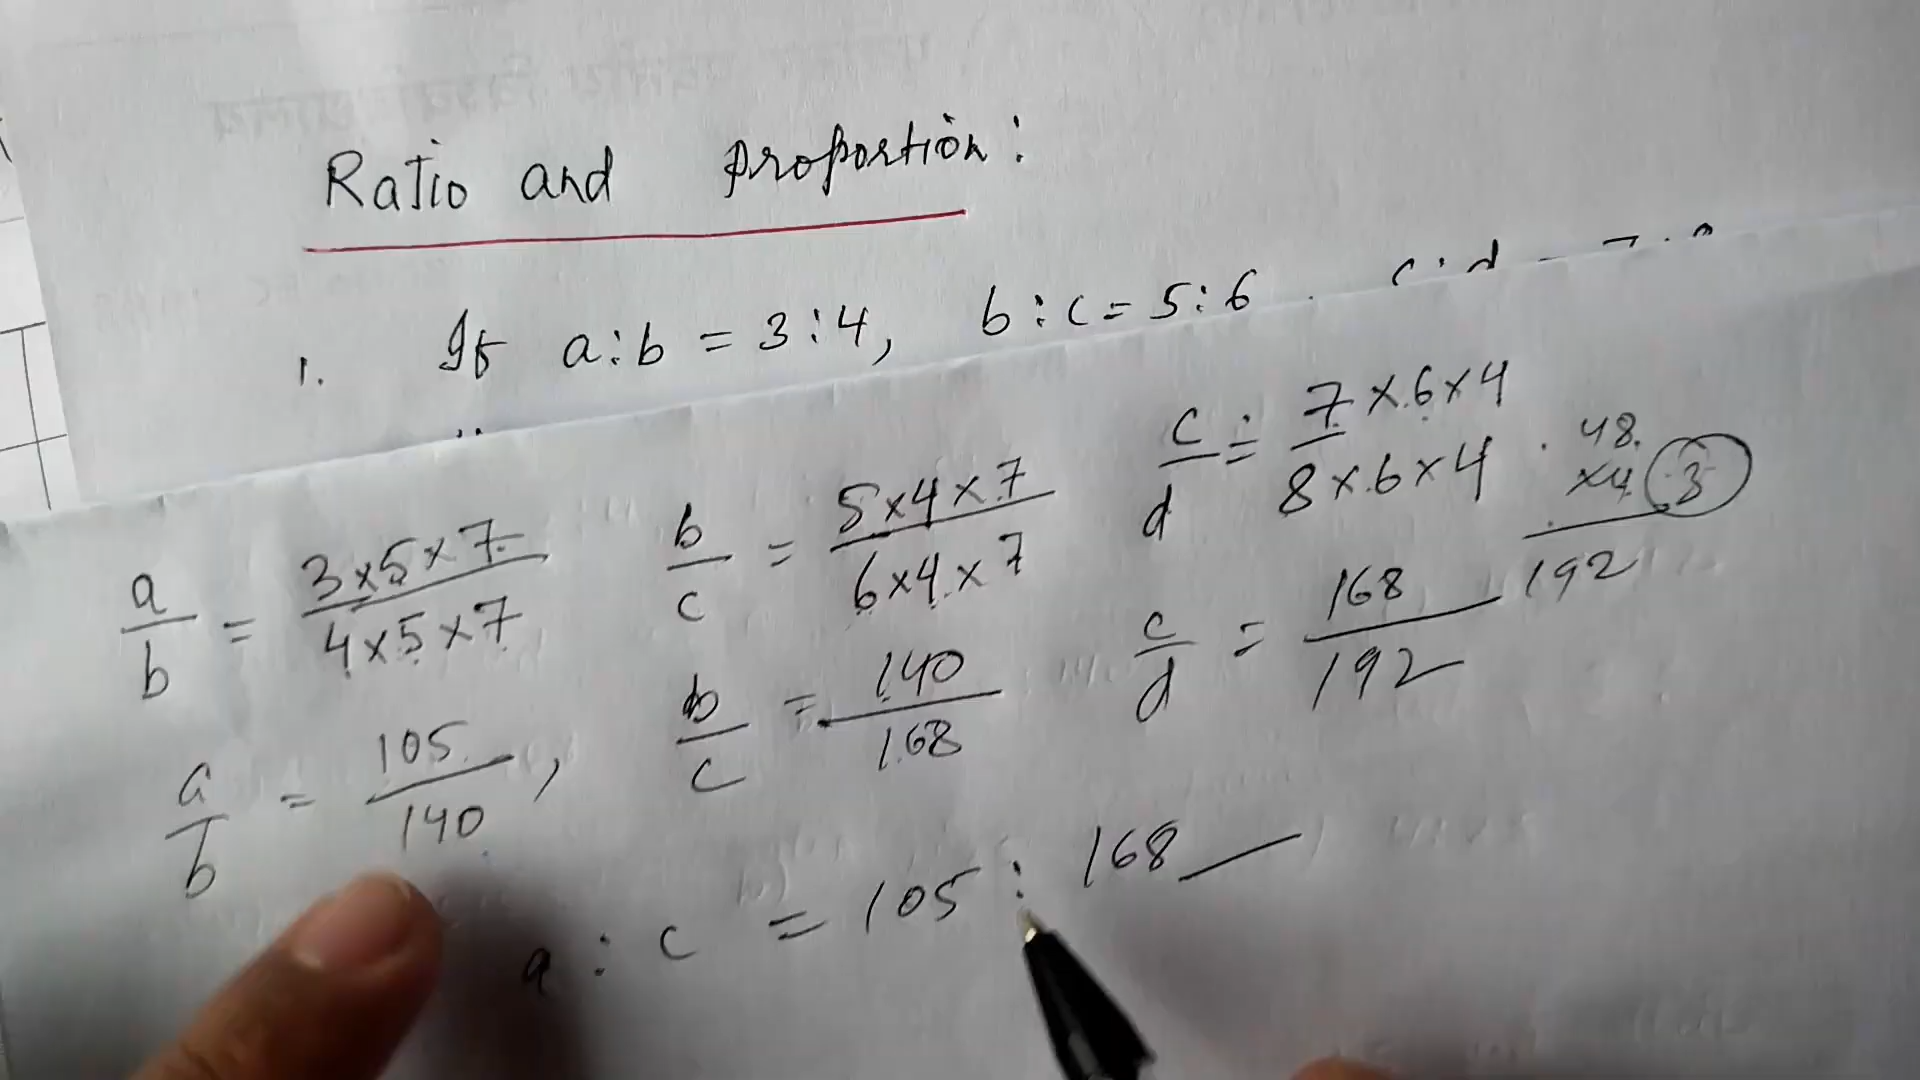 Ratio and proportion:
1. If a:b = 3:4, b:c = 5:6
a/b = 3×5×7/4×5×7
b/c = 5×4×7/6×4×7
c/d = 7×6×4/8×6×4
48
×4 3
192
a/b = 105/140,
b/c = 140/168
c/d = 168/192
a : c = 105 : 168